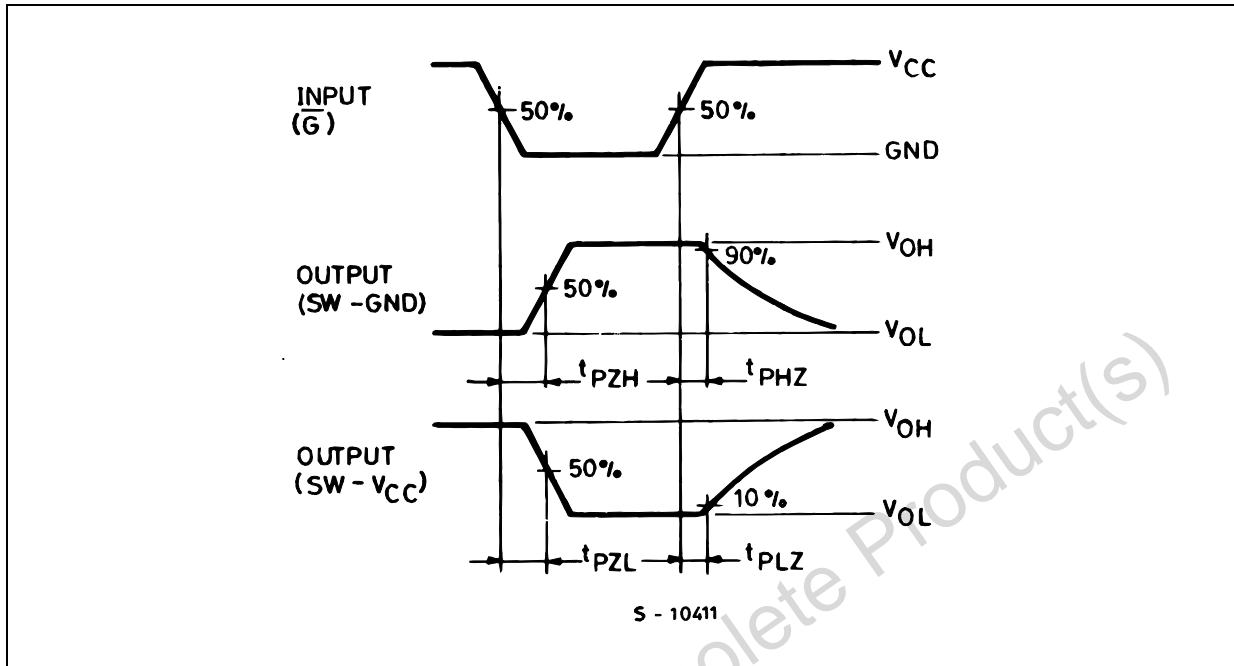 INPUT
(G̅)
50%
50%
VCC
GND
OUTPUT
(SW-GND)
50%
90%
VOH
VOL
tPZH
tPHZ
OUTPUT
(SW-VCC)
50%
10%
VOH
VOL
tPZL
tPLZ
S-10411
olete Product(s)